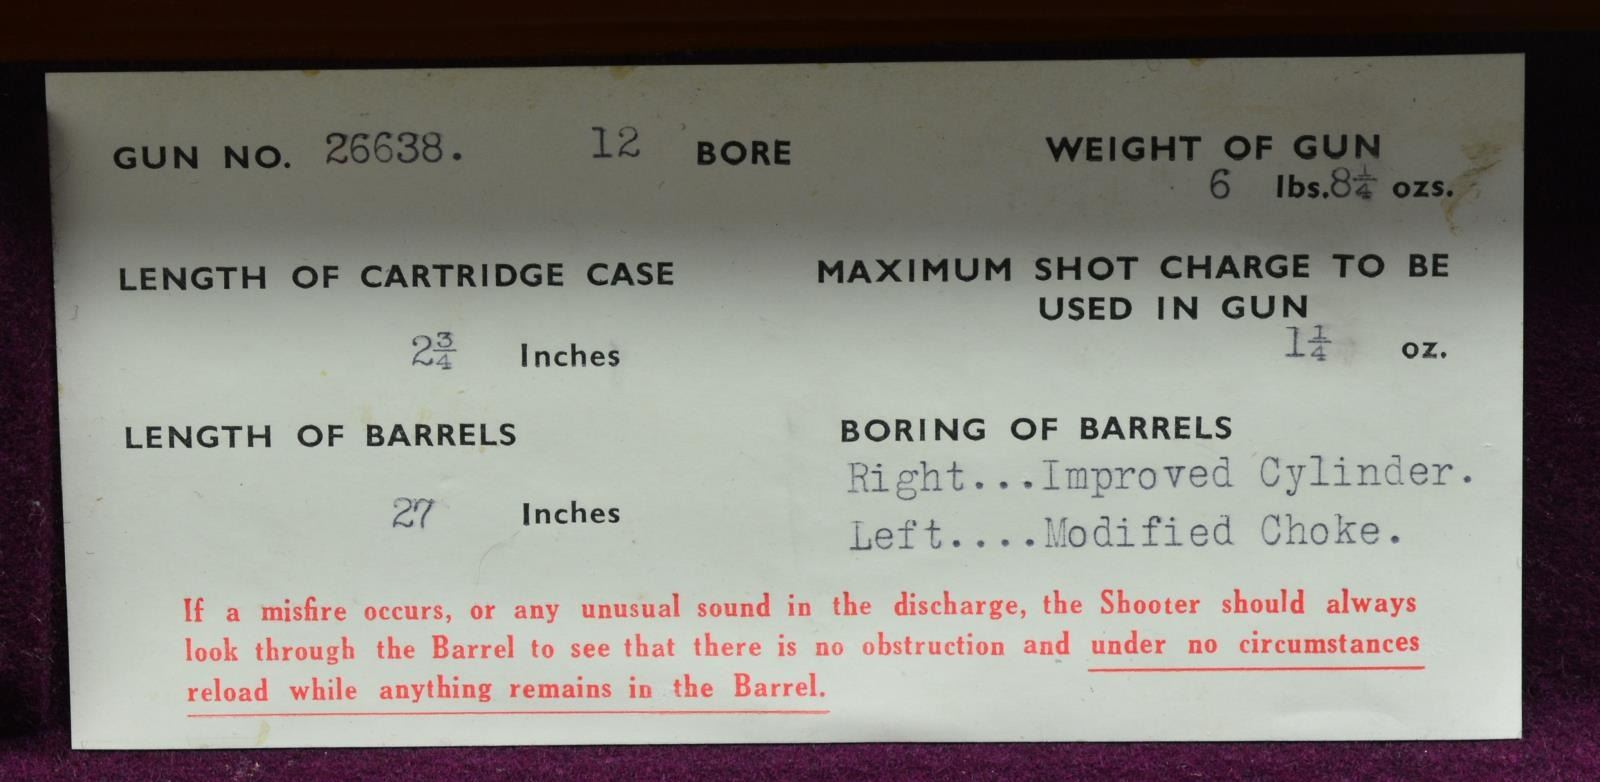 GUN NO. 26638. 12 BORE
WEIGHT OF GUN
6 lbs. 8¼ ozs.
LENGTH OF CARTRIDGE CASE
2¾ Inches
MAXIMUM SHOT CHARGE TO BE
USED IN GUN
1¼ oz.
LENGTH OF BARRELS
27 Inches
BORING OF BARRELS
Right...Improved Cylinder.
Left....Modified Choke.
If a misfire occurs, or any unusual sound in the discharge, the Shooter should always
look through the Barrel to see that there is no obstruction and under no circumstances
reload while anything remains in the Barrel.